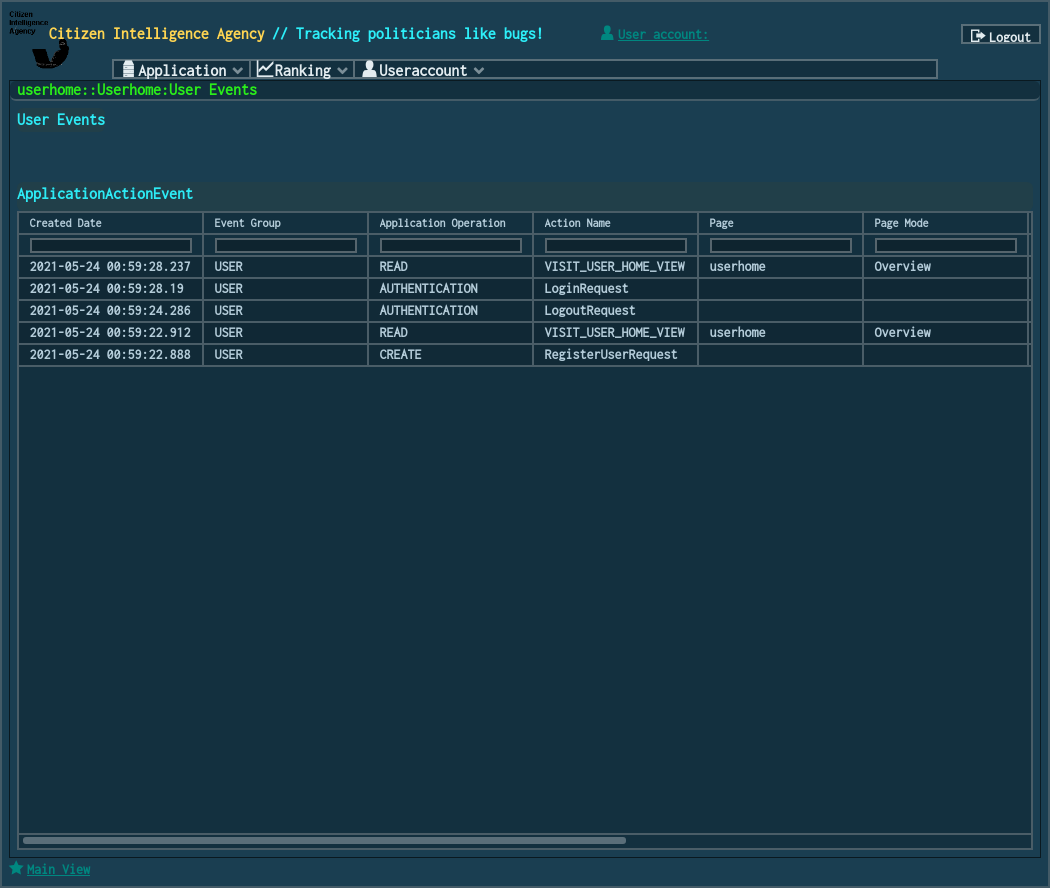 Citizen
Intelligence
Agency
Citizen Intelligence Agency // Tracking politicians like bugs!
User account:
Logout
Application Ranking Useraccount
userhome::Userhome:User Events
User Events
ApplicationActionEvent
Created Date Event Group Application Operation Action Name Page Page Mode
2021-05-24 00:59:28.237 USER READ VISIT_USER_HOME_VIEW userhome Overview
2021-05-24 00:59:28.19 USER AUTHENTICATION LoginRequest
2021-05-24 00:59:24.286 USER AUTHENTICATION LogoutRequest
2021-05-24 00:59:22.912 USER READ VISIT_USER_HOME_VIEW userhome Overview
2021-05-24 00:59:22.888 USER CREATE RegisterUserRequest
Main View